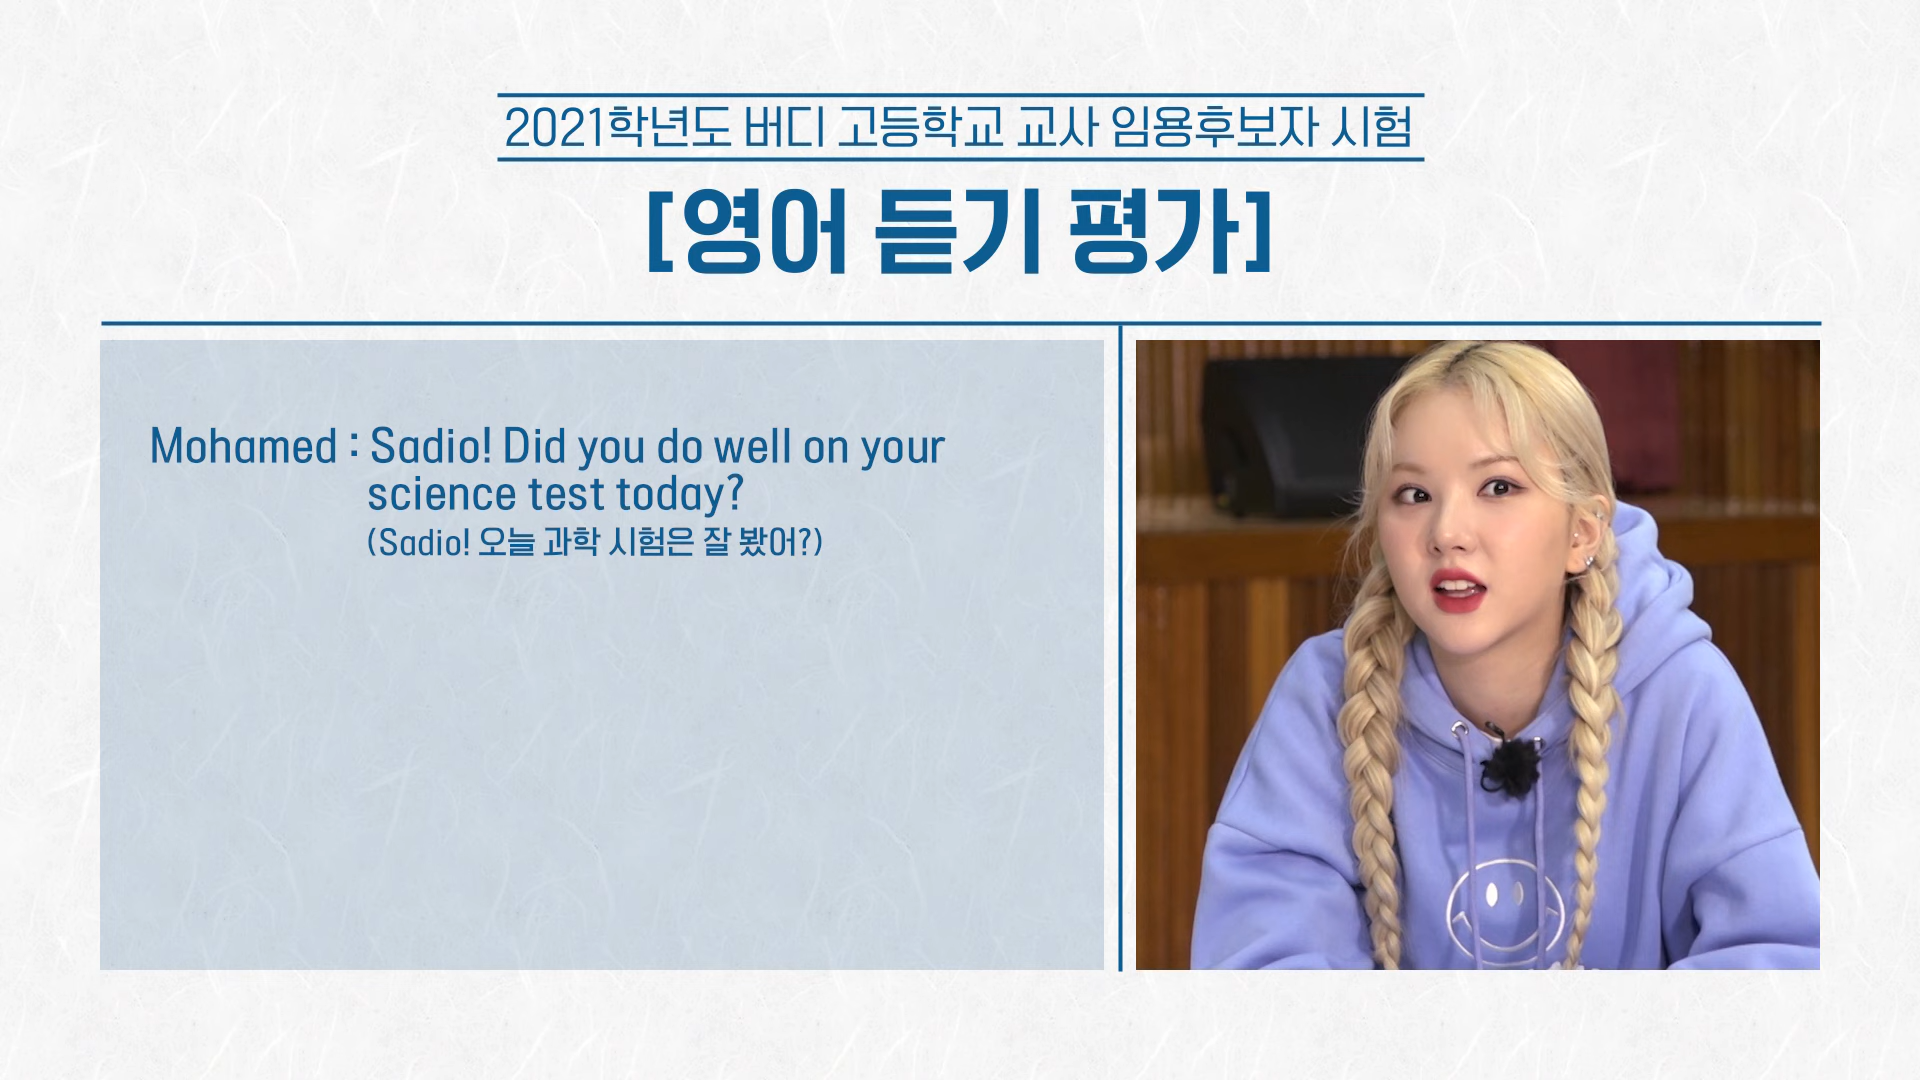 2021학년도 버디 고등학교 교사 임용후보자 시험
[영어 듣기 평가]
Mohamed : Sadio! Did you do well on your
science test today?
(Sadio! 오늘 과학 시험은 잘 봤어?)